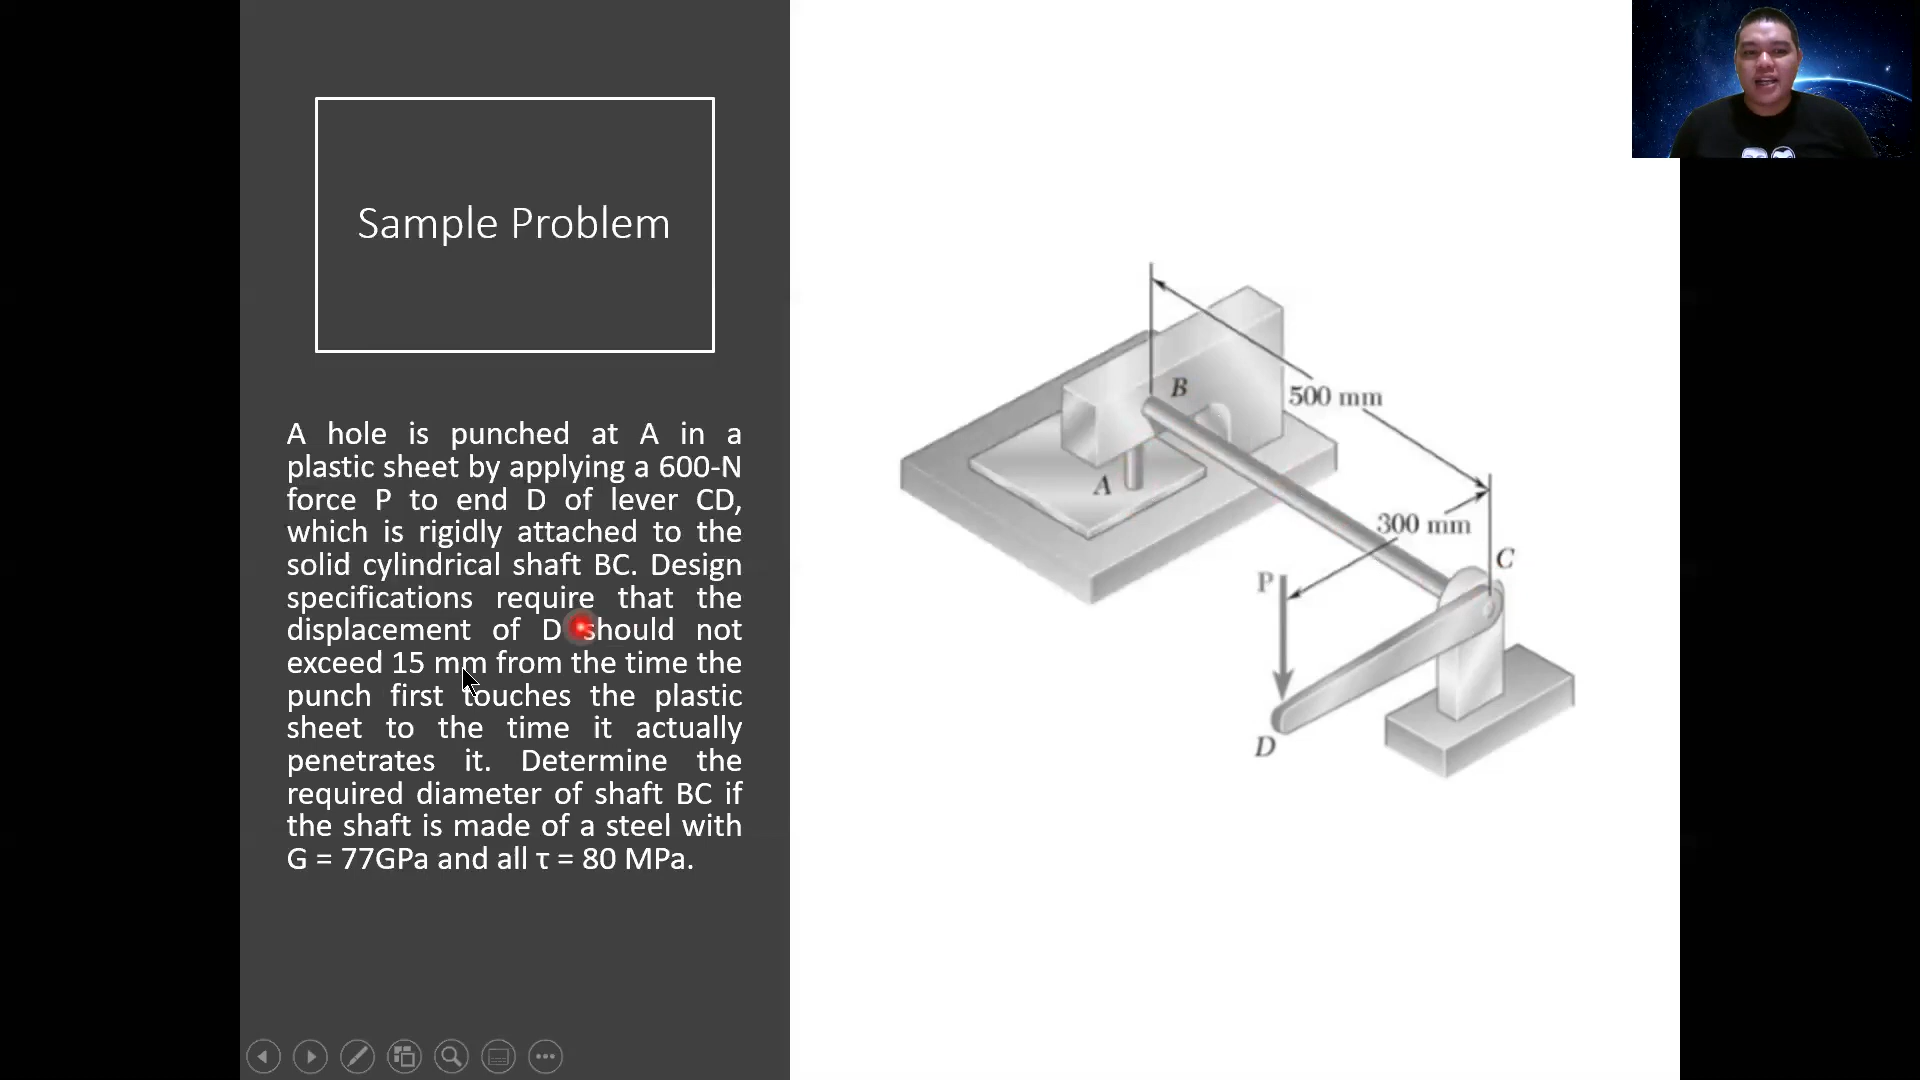 Sample Problem
A hole is punched at A in a
plastic sheet by applying a 600-N
force P to end D of lever CD,
which is rigidly attached to the
solid cylindrical shaft BC. Design
specifications require that the
displacement of D should not
exceed 15 mm from the time the
punch first touches the plastic
sheet to the time it actually
penetrates it. Determine the
required diameter of shaft BC if
the shaft is made of a steel with
G = 77GPa and all τ = 80 MPa.
B
500 mm
A
300 mm
C
P
D